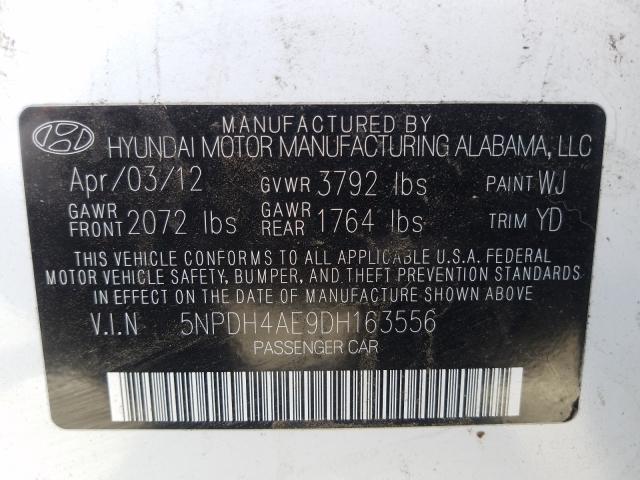 MANUFACTURED BY
HYUNDAI MOTOR MANUFACTURING ALABAMA, LLC
Apr/03/12 GVWR 3792 lbs PAINT WJ
GAWR FRONT 2072 lbs GAWR REAR 1764 lbs TRIM YD
THIS VEHICLE CONFORMS TO ALL APPLICABLE U.S.A. FEDERAL
MOTOR VEHICLE SAFETY, BUMPER, AND THEFT PREVENTION STANDARDS
IN EFFECT ON THE DATE OF MANUFACTURE SHOWN ABOVE
V.I.N 5NPDH4AE9DH163556
PASSENGER CAR